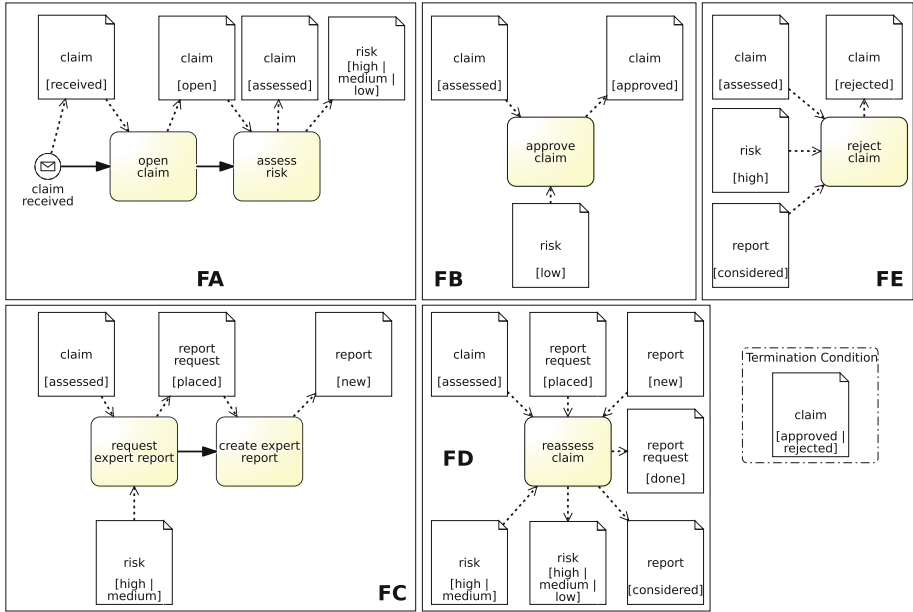 claim
[received]
claim
[open]
claim
[assessed]
risk
[high |
medium |
low]
open
claim
assess
risk
claim
received
FA
claim
[assessed]
claim
[approved]
approve
claim
risk
[low]
FB
claim
[assessed]
claim
[rejected]
risk
[high]
reject
claim
report
[considered]
FE
claim
[assessed]
report
request
[placed]
report
[new]
request
expert report
create expert
report
risk
[high |
medium]
FC
claim
[assessed]
report
request
[placed]
report
[new]
reassess
claim
report
request
[done]
FD
risk
[high |
medium]
risk
[high |
medium |
low]
report
[considered]
Termination Condition
claim
[approved |
rejected]